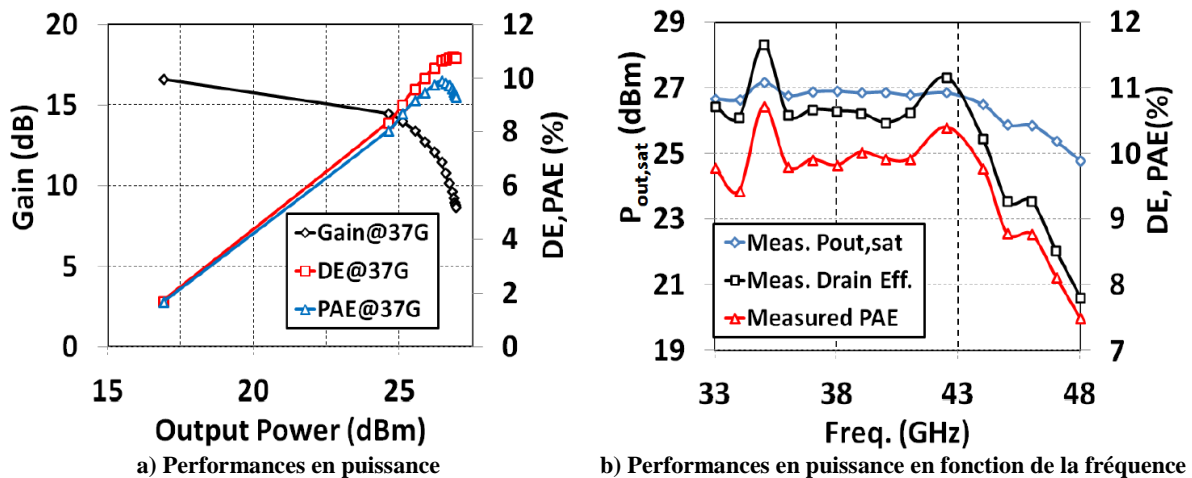 20
15
10
5
0
Gain (dB)
12
10
8
6
4
2
0
DE,PAE (%)
Gain@37G
DE@37G
PAE@37G
15
20
25
Output Power (dBm)
a) Performances en puissance
29
27
25
23
21
19
Pout,sat (dBm)
12
11
10
9
8
7
DE, PAE(%)
Meas. Pout,sat
Meas. Drain Eff.
Measured PAE
33
38
43
48
Freq. (GHz)
b) Performances en puissance en fonction de la fréquence